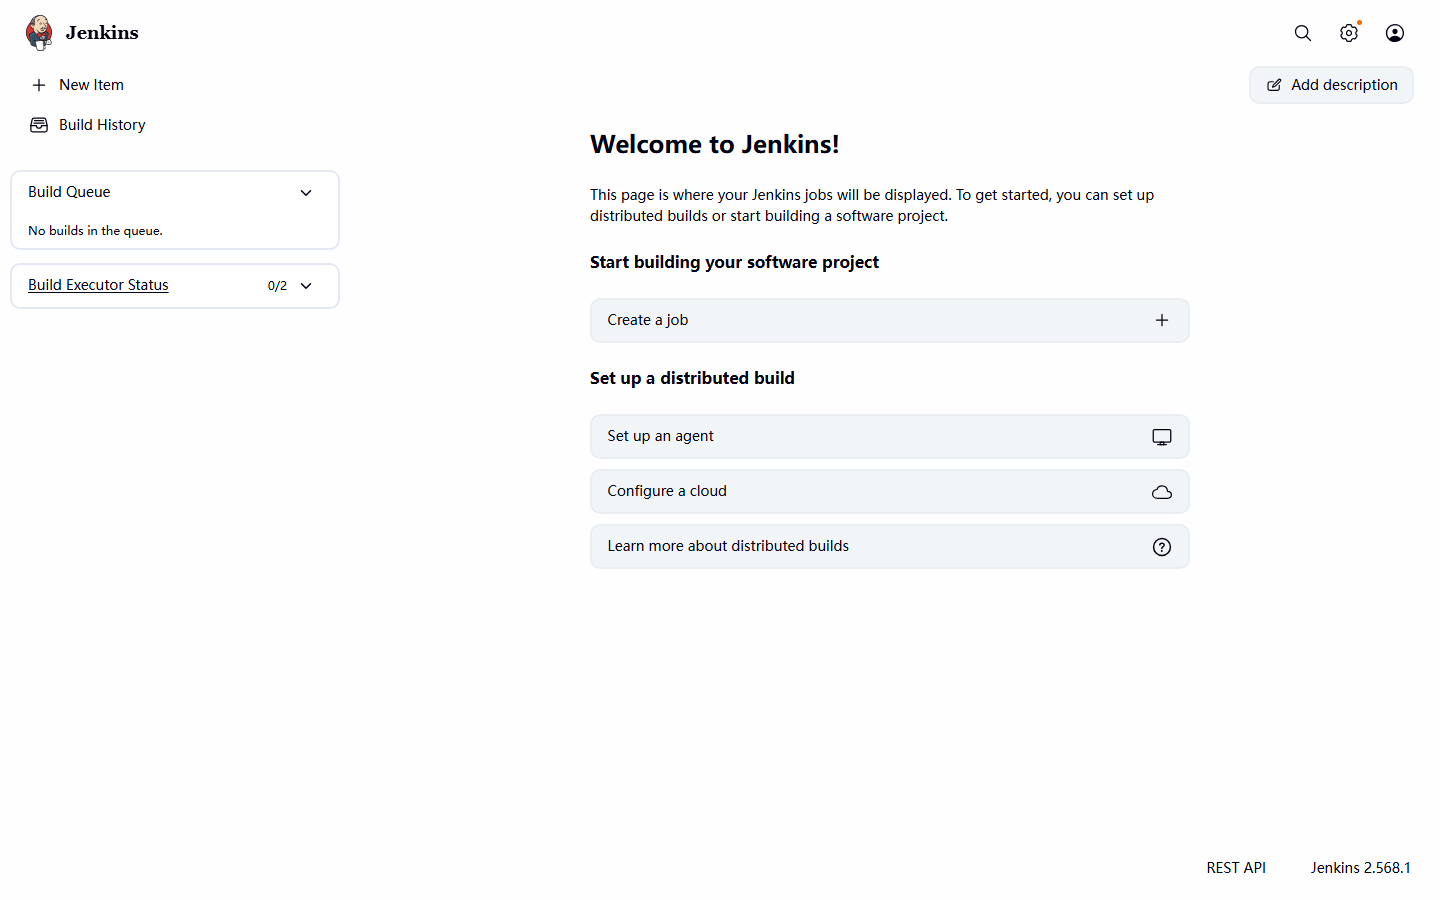 Jenkins
New Item
Build History
Add description
Build Queue
No builds in the queue.
Build Executor Status
0/2
Welcome to Jenkins!
This page is where your Jenkins jobs will be displayed. To get started, you can set up
distributed builds or start building a software project.
Start building your software project
Create a job
Set up a distributed build
Set up an agent
Configure a cloud
Learn more about distributed builds
REST API
Jenkins 2.568.1